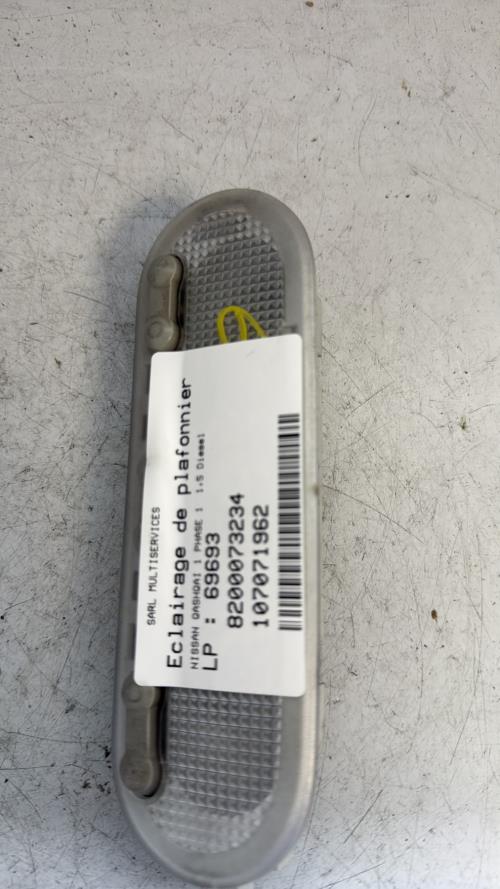 SARL MULTISERVICES
Eclairage de plafonnier
NISSAN QASHQAI 1 PHASE 1 1.5 Diesel
LP : 69693
8200073234
107071962